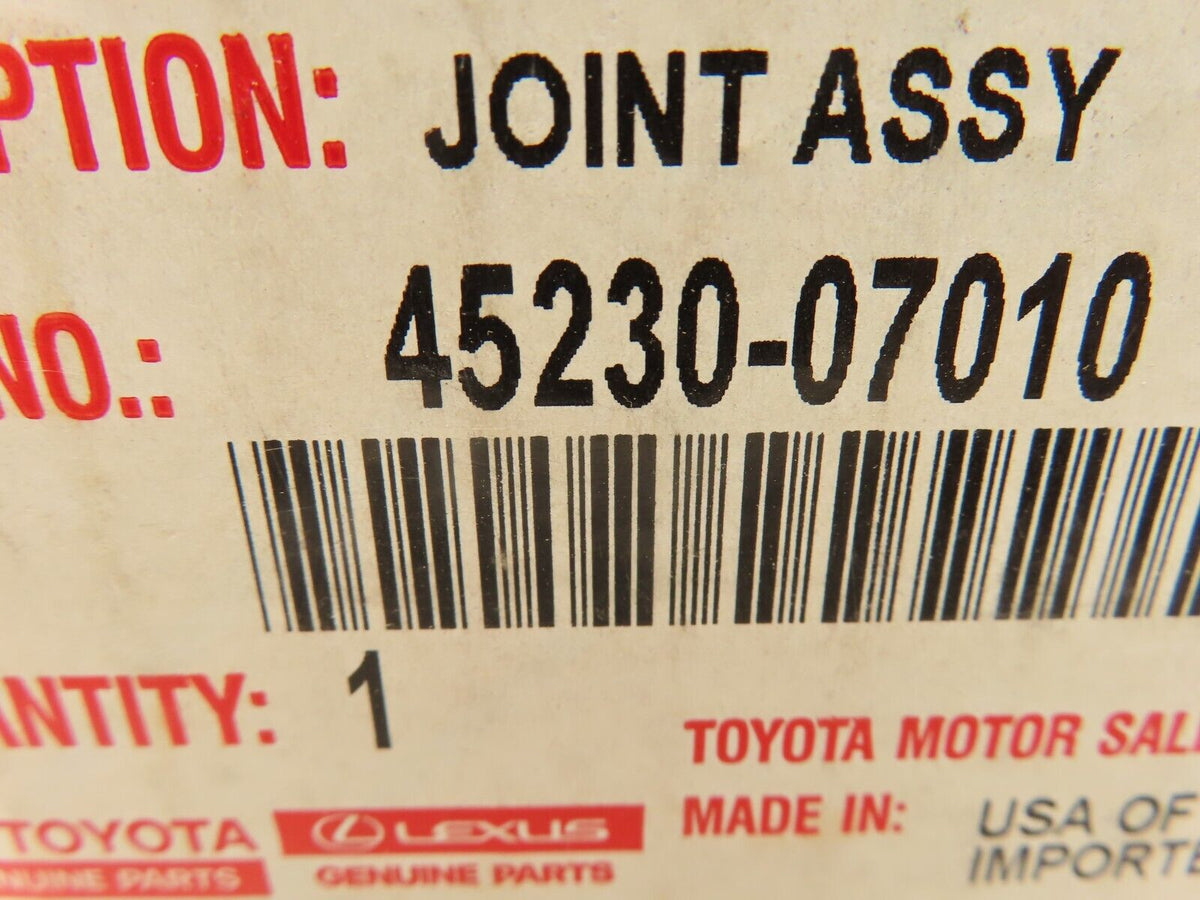 PTION: JOINT ASSY
NO.: 45230-07010
ANTITY: 1
TOYOTA MOTOR SAL
MADE IN: USA OF
IMPORTE
TOYOTA LEXUS
NUINE PARTS GENUINE PARTS